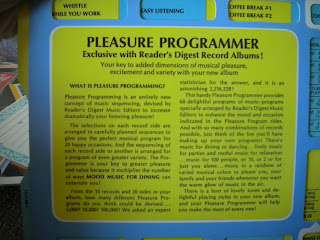 WHISTLE
WHILE YOU WORK
EASY LISTENING
COFFEE BREAK #1
COFFEE BREAK #2
PLEASURE PROGRAMMER
Exclusive with Reader's Digest Record Albums!
Your key to added dimensions of musical pleasure,
excitement and variety with your new album
WHAT IS PLEASURE PROGRAMMING?
Pleasure Programming is an entirely new
concept of music sequencing, devised by
Reader's Digest Music Editors to increase
dramatically your listening pleasure!
The selections on each record side are
arranged in carefully planned sequences to
give you the perfect musical program for
20 happy occasions. And the sequencing of
each record side to another is arranged for
a program of even greater variety. The Pro-
grammer is your key to greater pleasure
and value because it multiplies the number
of ways MOOD MUSIC FOR DINING can
entertain you!
From the 10 records and 20 sides in your
album, how many different Pleasure Pro-
grams do you think could be devised...
1,000? 10,000? 100,000? We asked an expert
statistician for the answer, and it is an
astonishing 2,216,228!
This handy Pleasure Programmer provides
68 delightful programs of music–programs
specially arranged by Reader's Digest Music
Editors to enhance the mood and occasion
indicated in the Pleasure Program titles.
And with so many combinations of records
possible, just think of the fun you'll have
making up your own programs! There's
music for dining or dancing... lush music
for parties and restful music for relaxation
... music for 100 people, or 10, or 2 or for
just you alone... music in a rainbow of
varied musical colors to please you, your
family and your friends whenever you want
the warm glow of music in the air.
There is a host of lovely tunes and de-
lightful playing styles in your new album,
and your Pleasure Programmer will help
you make the most of every one!